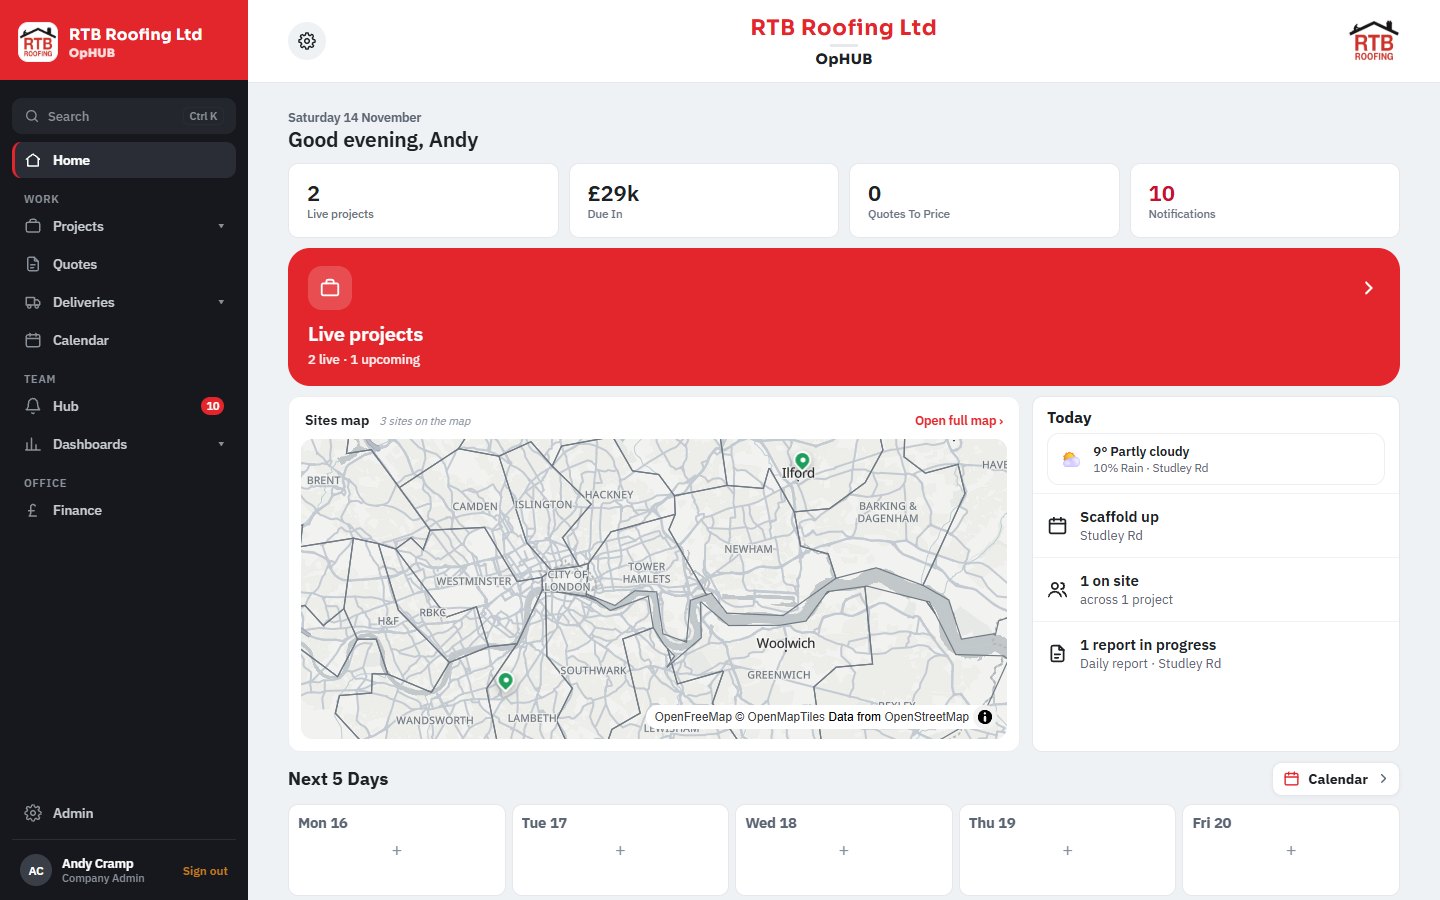 RTB Roofing Ltd
OpHUB
RTB
ROOFING
Search
Ctrl K
Home
WORK
Projects
Quotes
Deliveries
Calendar
TEAM
Hub
10
Dashboards
OFFICE
Finance
Admin
AC
Andy Cramp
Company Admin
Sign out
RTB Roofing Ltd
OpHUB
RTB
ROOFING
Saturday 14 November
Good evening, Andy
2
Live projects
£29k
Due In
0
Quotes To Price
10
Notifications
Live projects
2 live · 1 upcoming
Sites map
3 sites on the map
Open full map ›
BRENT
CAMDEN
ISLINGTON
HACKNEY
Ilford
HAVE
BARKING &
DAGENHAM
NEWHAM
WESTMINSTER
CITY OF
LONDON
TOWER
HAMLETS
RBKC
H&F
Woolwich
SOUTHWARK
GREENWICH
WANDSWORTH
LAMBETH
LEWISHAM
BEXLEY
OpenFreeMap © OpenMapTiles Data from OpenStreetMap
Today
9° Partly cloudy
10% Rain · Studley Rd
Scaffold up
Studley Rd
1 on site
across 1 project
1 report in progress
Daily report · Studley Rd
Next 5 Days
Calendar
Mon 16
+
Tue 17
+
Wed 18
+
Thu 19
+
Fri 20
+